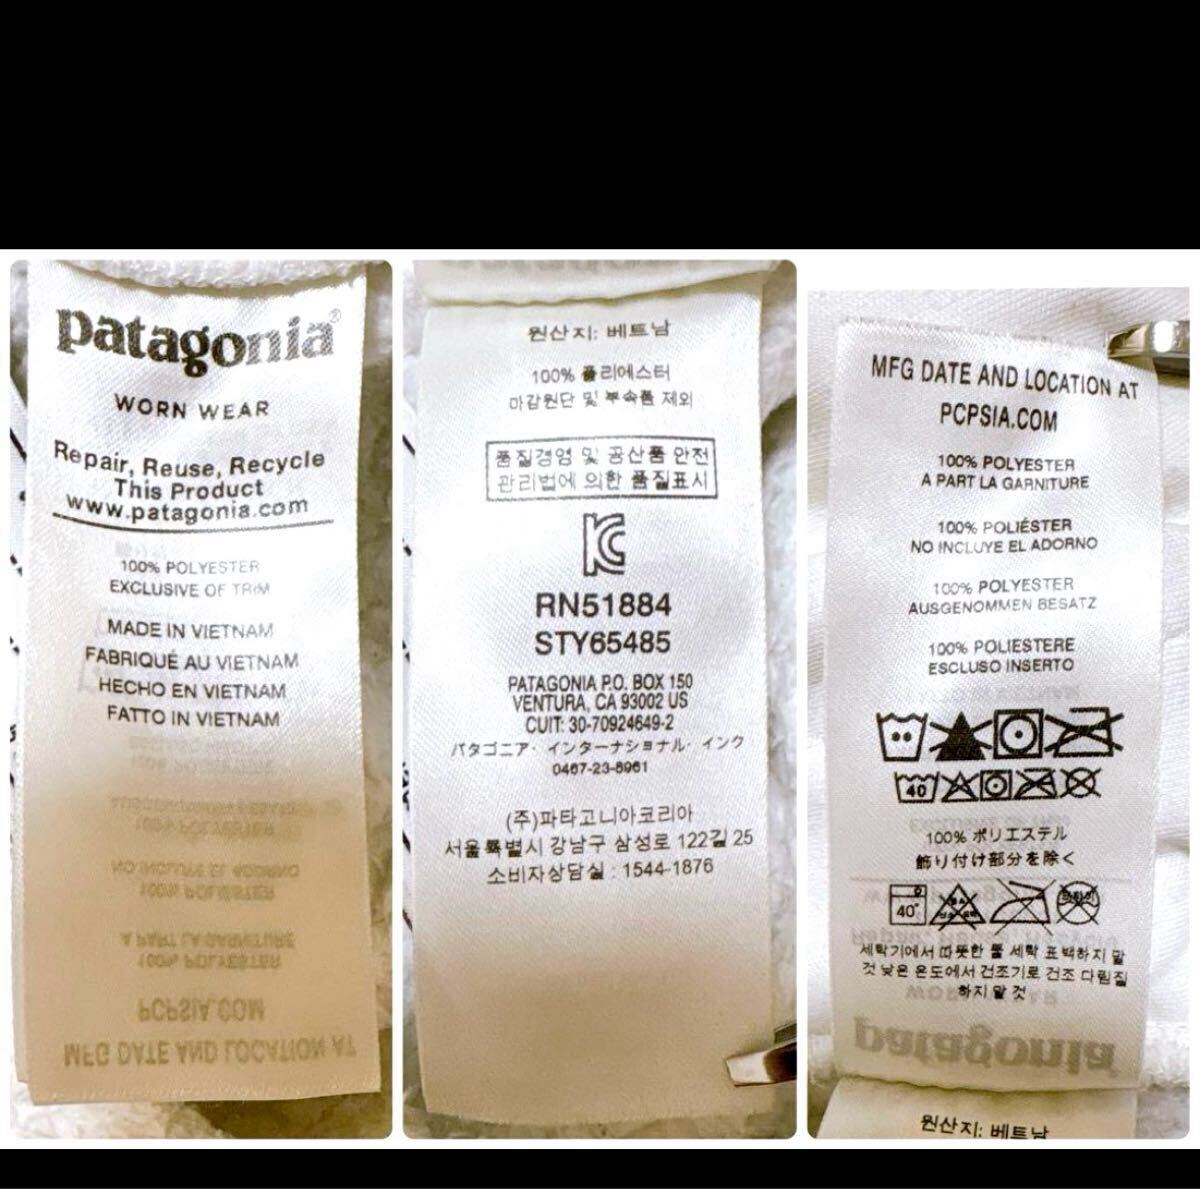 patagonia®
WORN WEAR
Repair, Reuse, Recycle
This Product
www.patagonia.com
100% POLYESTER
EXCLUSIVE OF TRIM
MADE IN VIETNAM
FABRIQUÉ AU VIETNAM
HECHO EN VIETNAM
FATTO IN VIETNAM
원산지: 베트남
100% 폴리에스터
마감원단 및 부속품 제외
품질경영 및 공산품 안전
관리법에 의한 품질표시
RN51884
STY65485
PATAGONIA P.O. BOX 150
VENTURA, CA 93002 US
CUIT: 30-70924649-2
パタゴニア・インターナショナル・インク
0467-23-8961
(주)파타고니아코리아
서울특별시 강남구 삼성로 122길 25
소비자상담실 : 1544-1876
MFG DATE AND LOCATION AT
PCPSIA.COM
100% POLYESTER
A PART LA GARNITURE
100% POLIÉSTER
NO INCLUYE EL ADORNO
100% POLYESTER
AUSGENOMMEN BESATZ
100% POLIESTERE
ESCLUSO INSERTO
40
100% ポリエステル
飾り付け部分を除く
40°
세탁기에서 따뜻한 물 세탁 표백하지 말
것 낮은 온도에서 건조기로 건조 다림질
하지 말 것
원산지: 베트남